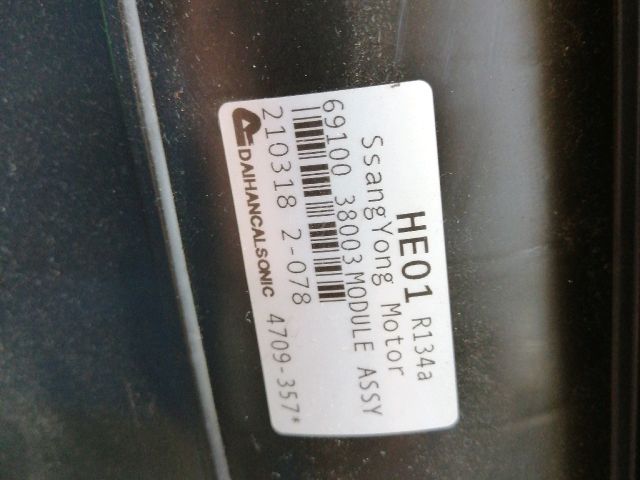 HE01 R134a
SsangYong Motor
69100 38003 MODULE ASSY
210318 2-078
DAIHANCALSONIC 4709-357*